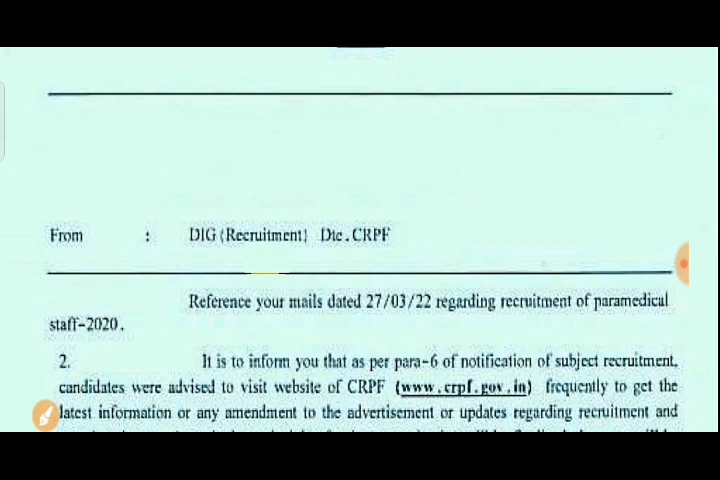 From : DIG (Recruitment) Dte.CRPF
Reference your mails dated 27/03/22 regarding recruitment of paramedical
staff-2020.
2. It is to inform you that as per para-6 of notification of subject recruitment,
candidates were advised to visit website of CRPF (www.crpf.gov.in) frequently to get the
latest information or any amendment to the advertisement or updates regarding recruitment and